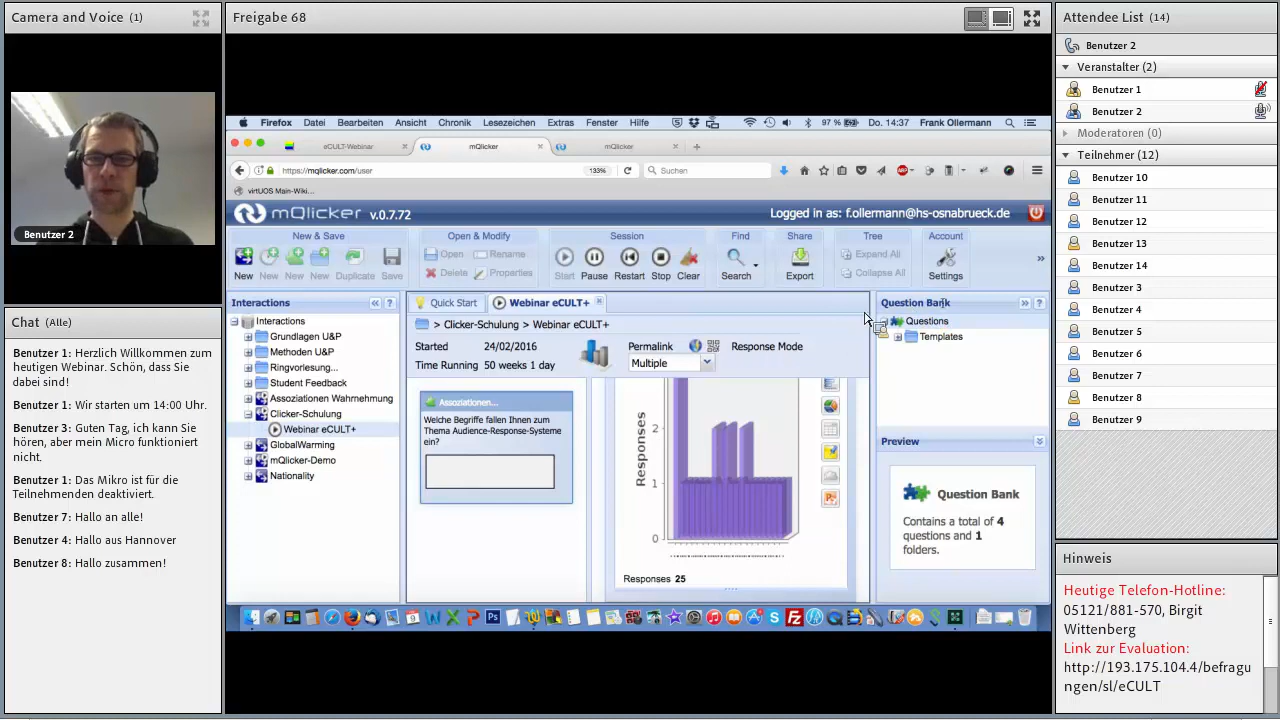 Camera and Voice (1)
Benutzer 2
Chat (Alle)
Benutzer 1: Herzlich Willkommen zum
heutigen Webinar. Schön, dass Sie
dabei sind!
Benutzer 1: Wir starten um 14:00 Uhr.
Benutzer 3: Guten Tag, ich kann Sie
hören, aber mein Micro funktioniert
nicht.
Benutzer 1: Das Mikro ist für die
Teilnehmenden deaktiviert.
Benutzer 7: Hallo an alle!
Benutzer 4: Hallo aus Hannover
Benutzer 8: Hallo zusammen!
Freigabe 68
Firefox Datei Bearbeiten Ansicht Chronik Lesezeichen Extras Fenster Hilfe 97 % Do. 14:37 Frank Ollermann
eCULT-Webinar mQlicker mQlicker
https://mqlicker.com/user 133% Suchen
virtUOS Main-Wiki...
mQlicker v.0.7.72 Logged in as: f.ollermann@hs-osnabrueck.de
New & Save Open & Modify Session Find Share Tree Account
New New New New Duplicate Save
Open Rename
Delete Properties
Start Pause Restart Stop Clear
Search Export
Expand All
Collapse All
Settings
Interactions
Interactions
Grundlagen U&P
Methoden U&P
Ringvorlesung...
Student Feedback
Assoziationen Wahrnehmung
Clicker-Schulung
Webinar eCULT+
GlobalWarming
mQlicker-Demo
Nationality
Quick Start Webinar eCULT+
> Clicker-Schulung > Webinar eCULT+
Started 24/02/2016
Time Running 50 weeks 1 day
Permalink Response Mode
Multiple
Assoziationen...
Welche Begriffe fallen Ihnen zum
Thema Audience-Response-Systeme
ein?
Responses
2
1
0
Responses 25
Question Bank
Questions
Templates
Preview
Question Bank
Contains a total of 4
questions and 1
folders.
Attendee List (14)
Benutzer 2
Veranstalter (2)
Benutzer 1
Benutzer 2
Moderatoren (0)
Teilnehmer (12)
Benutzer 10
Benutzer 11
Benutzer 12
Benutzer 13
Benutzer 14
Benutzer 3
Benutzer 4
Benutzer 5
Benutzer 6
Benutzer 7
Benutzer 8
Benutzer 9
Hinweis
Heutige Telefon-Hotline:
05121/881-570, Birgit
Wittenberg
Link zur Evaluation:
http://193.175.104.4/befragu
ngen/sl/eCULT